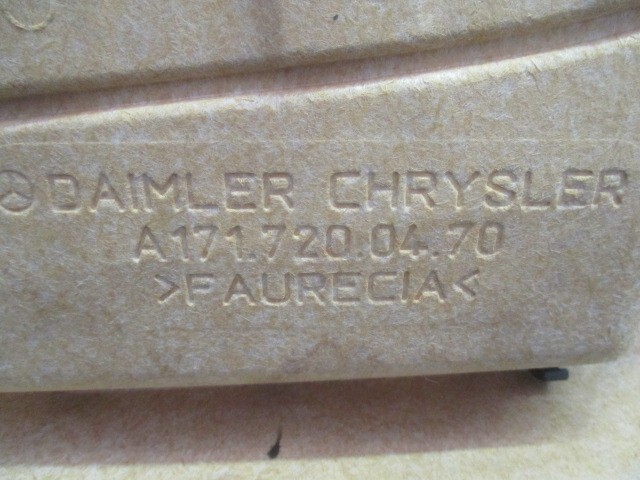 DAIMLER CHRYSLER
A171.720.04.70
>FAURECIA<